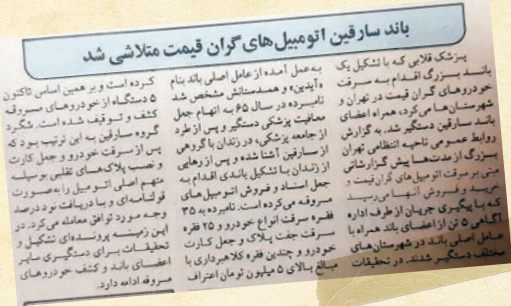 باند سارقین اتومبیل‌های گران قیمت متلاشی شد
پزشک قلابی که با تشکیل یک
باند بزرگ اقدام به سرقت
خودروهای گران قیمت در تهران و
شهرستان‌ها می‌کرد، همراه اعضای
باند سارقین دستگیر شد. به گزارش
روابط عمومی ناحیه انتظامی تهران
بزرگ از مدت‌ها پیش گزارشاتی
مبنی بر سرقت اتومبیل‌های گران‌قیمت و
خرید و فروش آنها می‌رسید
که با پیگیری جریان از طرف اداره
آگاهی ۵ تن از اعضای باند همراه با
عامل اصلی باند در شهرستان‌های
مختلف دستگیر شدند. در تحقیقات
به‌عمل آمده از عامل اصلی باند بنام
«آیدین» و همدستانش مشخص شد
نامبرده در سال ۶۵ به اتهام جعل
معافیت پزشکی دستگیر و پس از طرد
از جامعه پزشکی، در زندان با گروهی
از سارقین آشنا شده و پس از رهایی
از زندان با تشکیل باندی اقدام به
جعل اسناد و فروش اتومبیل‌های
مسروقه می‌کرده است. نامبرده به ۳۵
فقره سرقت انواع خودرو و ۲۵ فقره
سرقت جفت پلاک و جعل کارت
خودرو و چندین فقره کلاهبرداری با
مبالغ بالای ۵ میلیون تومان اعتراف
کرده است و بر همین اساس تاکنون
۵ دستگاه از خودروهای مسروقه
کشف و توقیف شده است. شگرد
گروه سارقین به این ترتیب بود که
پس از سرقت خودرو و جعل کارت
و نصب پلاک‌های تقلبی بوسیله
متهم اصلی اتومبیل را به‌صورت
قولنامه‌ای و با دریافت نود درصد
وجه مورد توافق معامله می‌کرد. در
این زمینه پرونده‌ای تشکیل و
تحقیقات برای دستگیری سایر
اعضای باند و کشف خودروهای
مسروقه ادامه دارد.